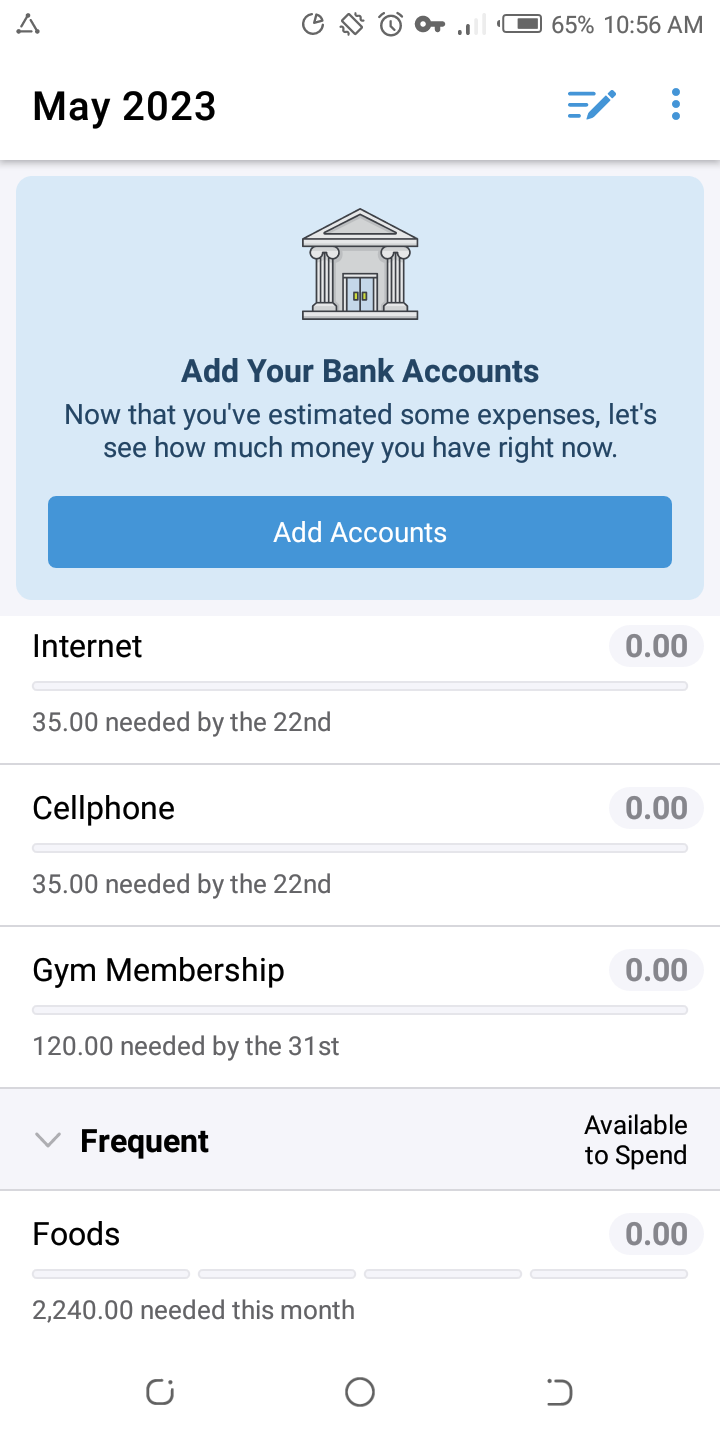 65% 10:56 AM
May 2023
Add Your Bank Accounts
Now that you've estimated some expenses, let's
see how much money you have right now.
Add Accounts
Internet 0.00
35.00 needed by the 22nd
Cellphone 0.00
35.00 needed by the 22nd
Gym Membership 0.00
120.00 needed by the 31st
Frequent Available
to Spend
Foods 0.00
2,240.00 needed this month